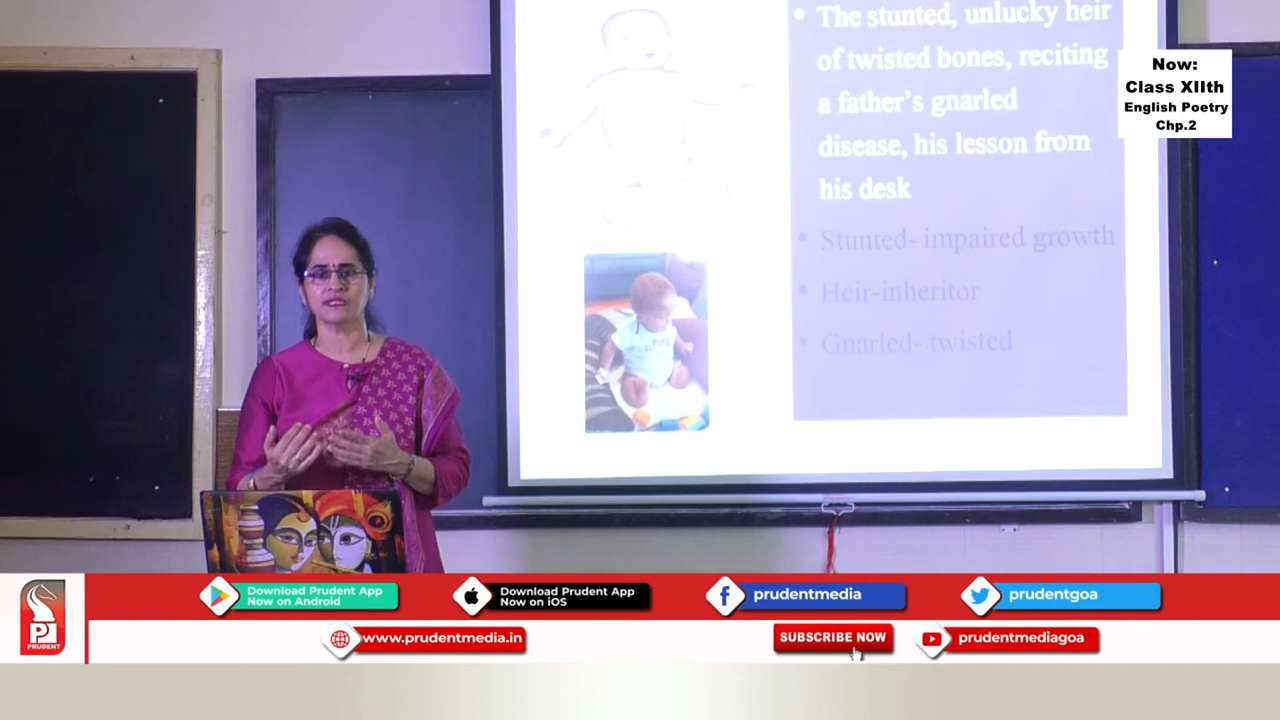 • The stunted, unlucky heir
of twisted bones, reciting
a father's gnarled
disease, his lesson from
his desk
• Stunted- impaired growth
• Heir-inheritor
• Gnarled- twisted
Now:
Class XIIth
English Poetry
Chp.2
PRUDENT
Download Prudent App
Now on Android
Download Prudent App
Now on iOS
prudentmedia
prudentgoa
www.prudentmedia.in
SUBSCRIBE NOW
prudentmediagoa